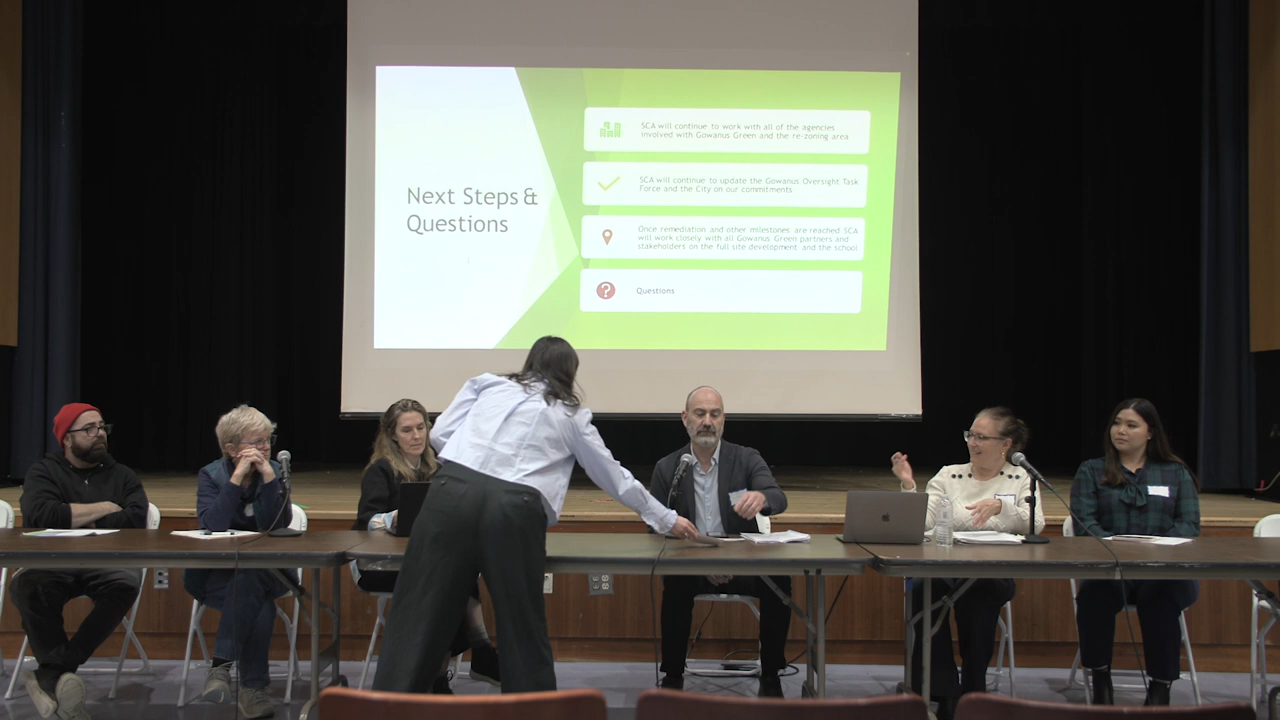 Next Steps &
Questions
SCA will continue to work with all of the agencies
involved with Gowanus Green and the re-zoning area
SCA will continue to update the Gowanus Oversight Task
Force and the City on our commitments
Once remediation and other milestones are reached SCA
will work closely with all Gowanus Green partners and
stakeholders on the full site development and the school
Questions